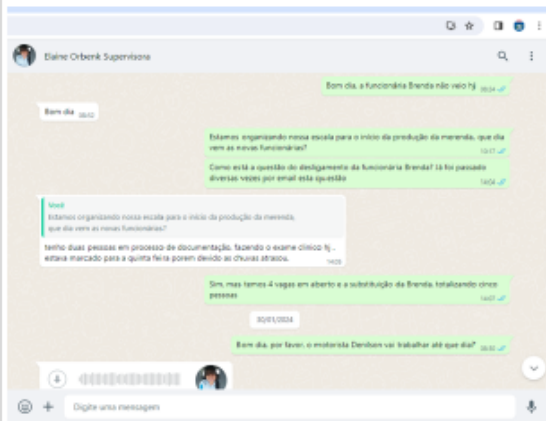 Elaine Orbenk Supervisora
Bom dia, a funcionária Brenda não veio hj
Bom dia
Estamos organizando nossa escala para o início da produção da merenda, que dia
vem as novas funcionárias?
Como está a questão do desligamento da funcionária Brenda? Já foi passado
diversas vezes por email esta questão
Você
Estamos organizando nossa escala para o início da produção da merenda,
que dia vem as novas funcionárias?
tenho duas pessoas em processo de documentação, fazendo o exame clínico hj ..
estava marcado para a quinta feira porem devido as chuvas atrasou.
Sim, mas temos 4 vagas em aberto e a substituição da Brenda, totalizando cinco
pessoas
30/01/2024
Bom dia, por favor, o motorista Denilson vai trabalhar até que dia?
Digite uma mensagem